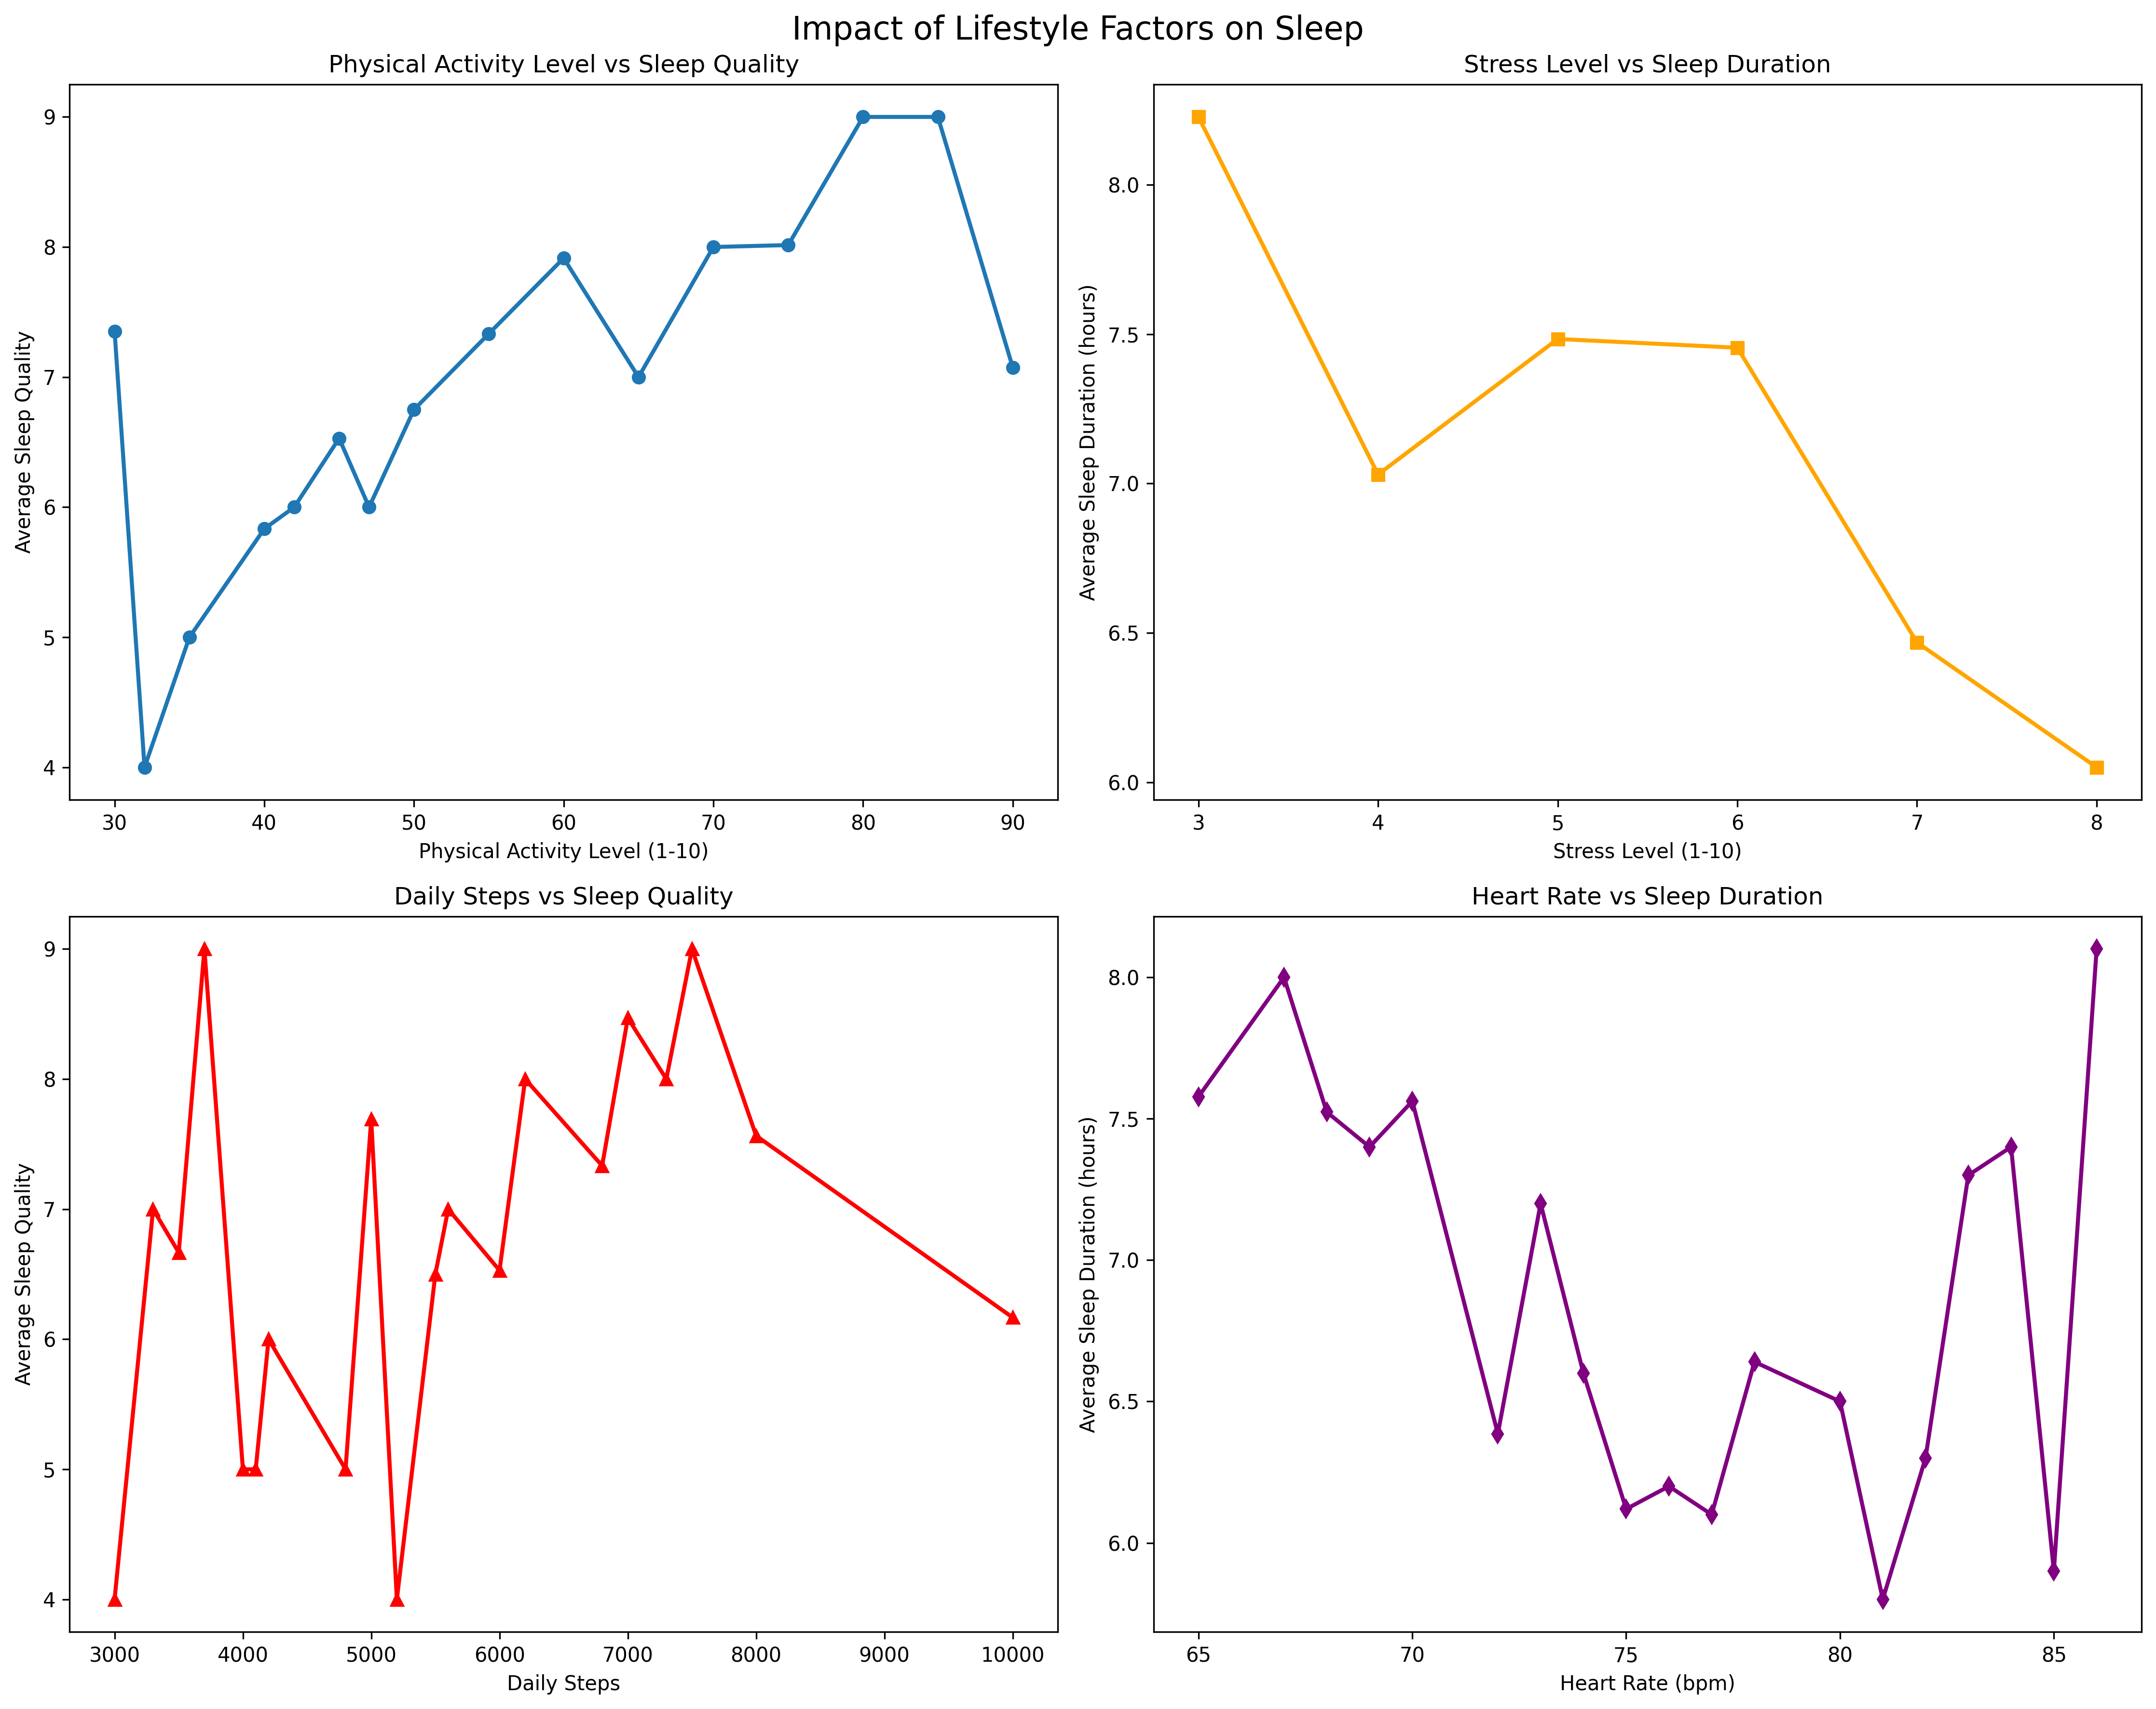 Impact of Lifestyle Factors on Sleep
Physical Activity Level vs Sleep Quality
9
8
7
6
5
4
Average Sleep Quality
30 40 50 60 70 80 90
Physical Activity Level (1-10)
Stress Level vs Sleep Duration
8.0
7.5
7.0
6.5
6.0
Average Sleep Duration (hours)
3 4 5 6 7 8
Stress Level (1-10)
Daily Steps vs Sleep Quality
9
8
7
6
5
4
Average Sleep Quality
3000 4000 5000 6000 7000 8000 9000 10000
Daily Steps
Heart Rate vs Sleep Duration
8.0
7.5
7.0
6.5
6.0
Average Sleep Duration (hours)
65 70 75 80 85
Heart Rate (bpm)